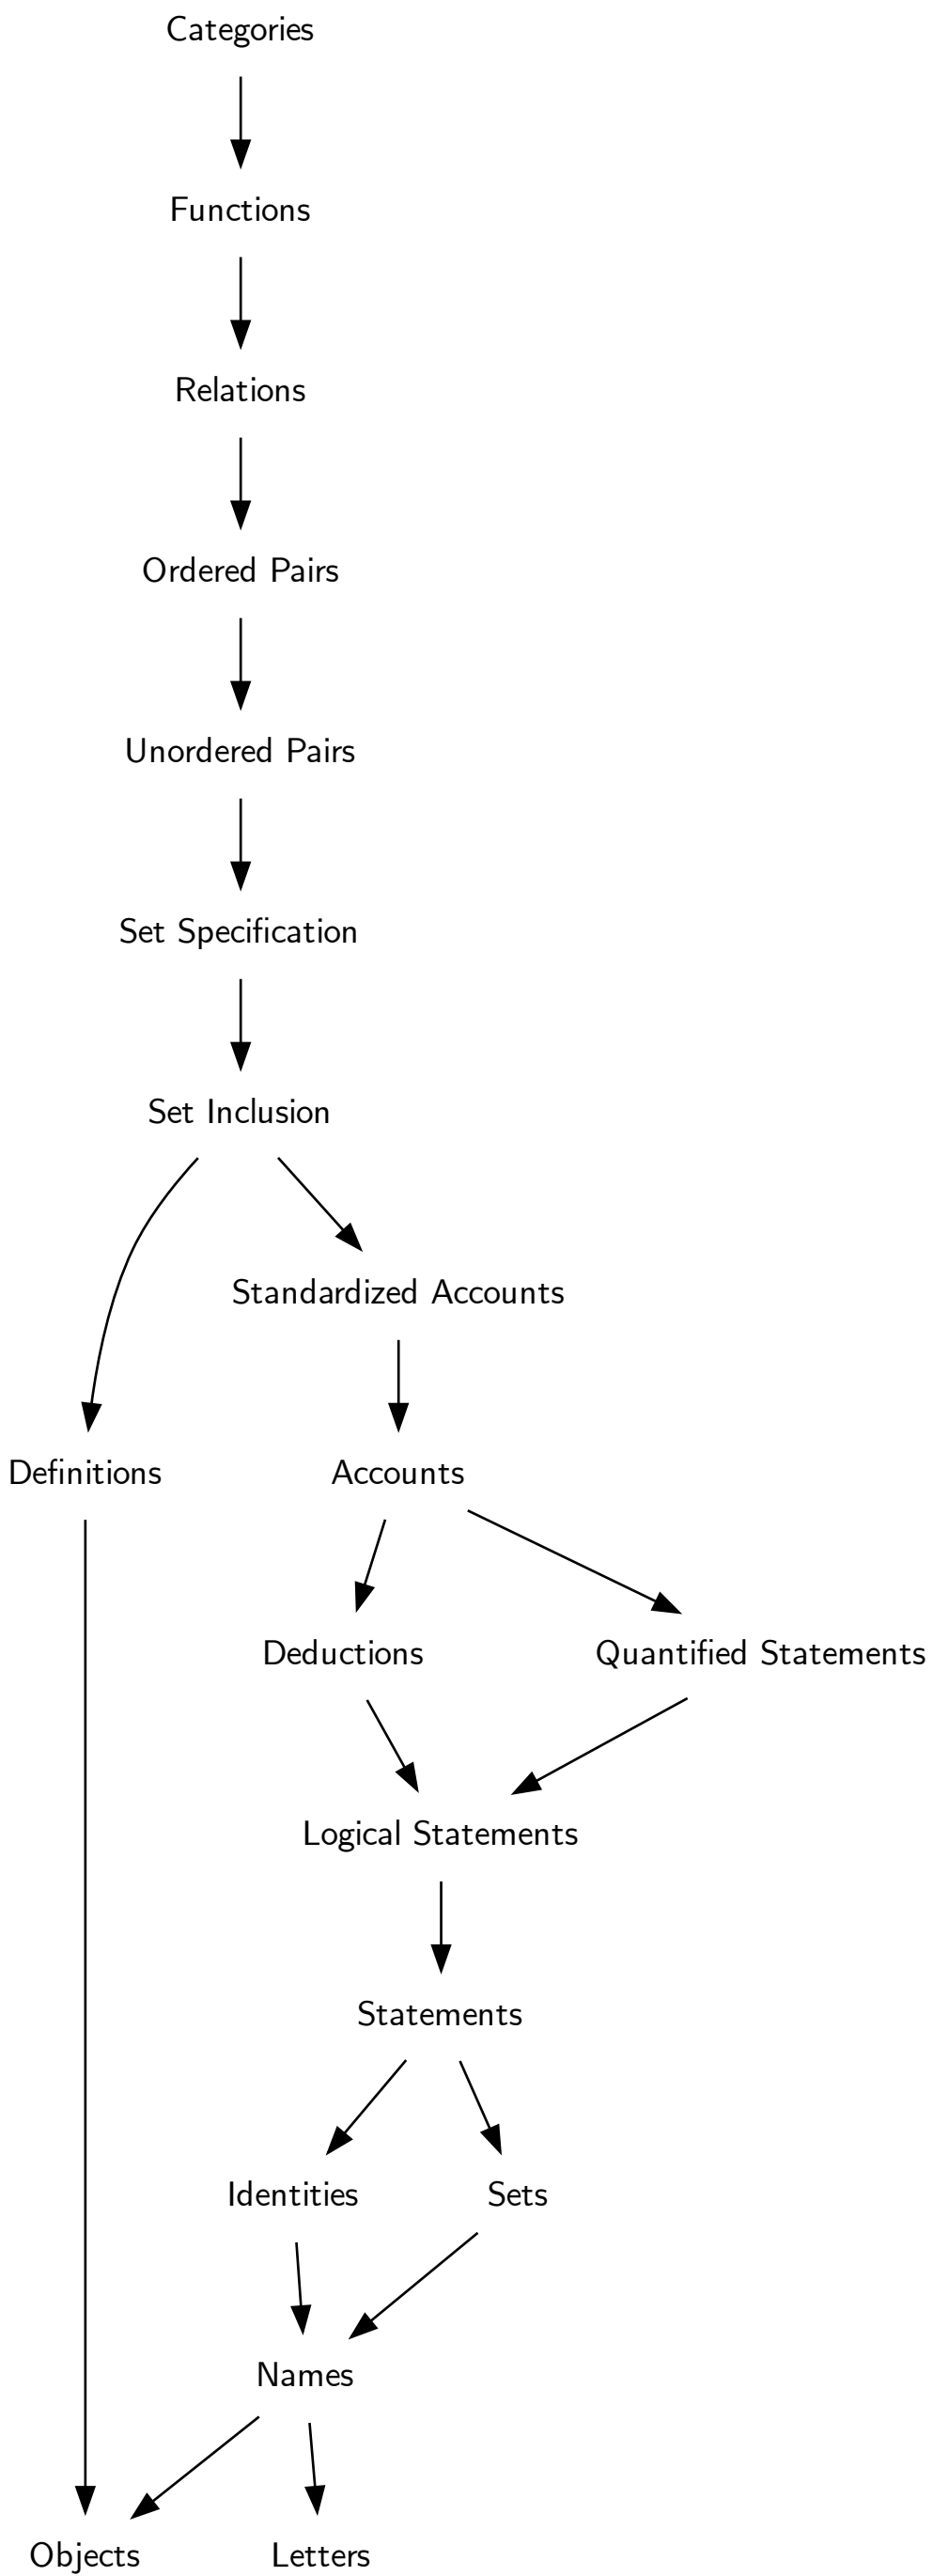 Categories
Functions
Relations
Ordered Pairs
Unordered Pairs
Set Specification
Set Inclusion
Standardized Accounts
Definitions
Accounts
Deductions
Quantified Statements
Logical Statements
Statements
Identities
Sets
Names
Objects
Letters